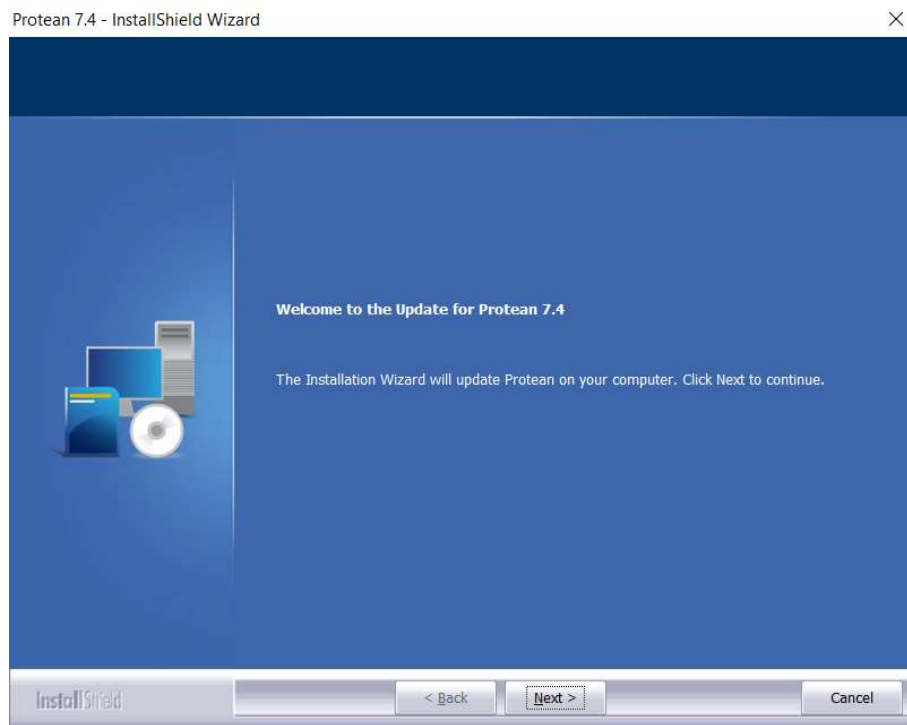 Protean 7.4 - InstallShield Wizard
Welcome to the Update for Protean 7.4
The Installation Wizard will update Protean on your computer. Click Next to continue.
InstallShield
< Back
Next >
Cancel